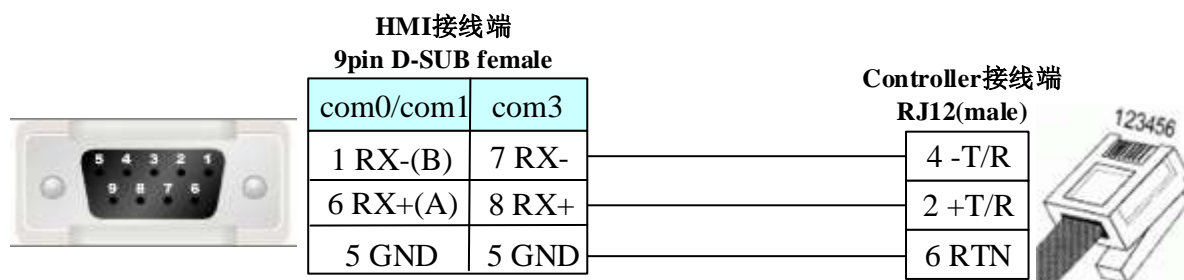 HMI接线端
9pin D-SUB female
com0/com1 com3
1 RX-(B) 7 RX-
6 RX+(A) 8 RX+
5 GND 5 GND
5 4 3 2 1
9 8 7 6
Controller接线端
RJ12(male)
4 -T/R
2 +T/R
6 RTN
123456